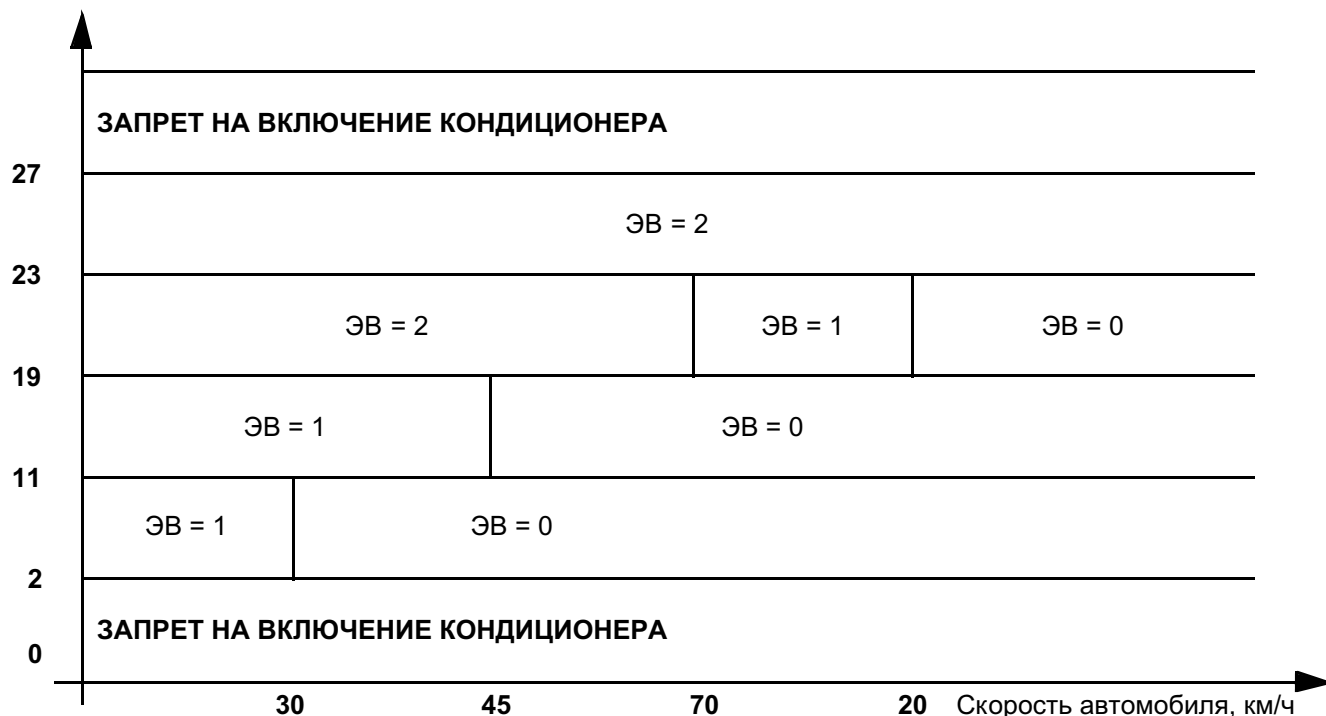 ЗАПРЕТ НА ВКЛЮЧЕНИЕ КОНДИЦИОНЕРА
27
ЭВ = 2
23
ЭВ = 2 ЭВ = 1 ЭВ = 0
19
ЭВ = 1 ЭВ = 0
11
ЭВ = 1 ЭВ = 0
2
ЗАПРЕТ НА ВКЛЮЧЕНИЕ КОНДИЦИОНЕРА
0
30 45 70 20 Скорость автомобиля, км/ч